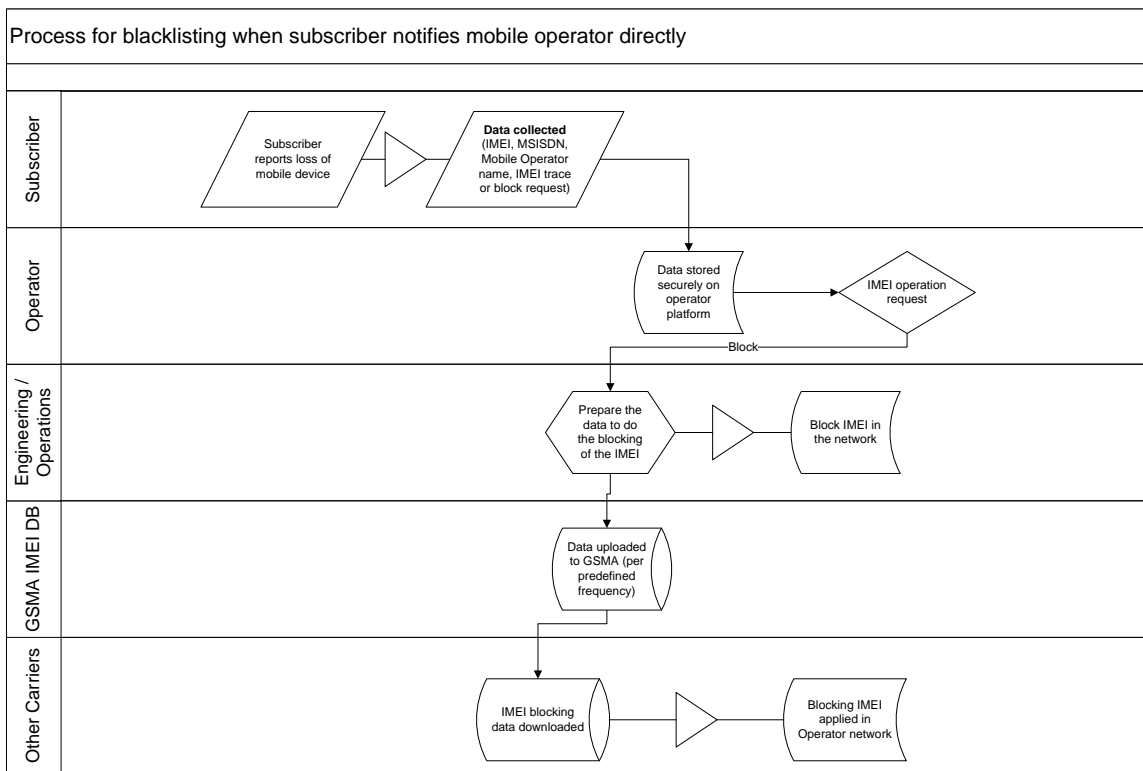 Process for blacklisting when subscriber notifies mobile operator directly
Subscriber
Subscriber
reports loss of
mobile device
Data collected
(IMEI, MSISDN,
Mobile Operator
name, IMEI trace
or block request)
Operator
Data stored
securely on
operator
platform
IMEI operation
request
Block
Engineering /
Operations
Prepare the
data to do
the blocking
of the IMEI
Block IMEI in
the network
GSMA IMEI DB
Data uploaded
to GSMA (per
predefined
frequency)
Other Carriers
IMEI blocking
data downloaded
Blocking IMEI
applied in
Operator network